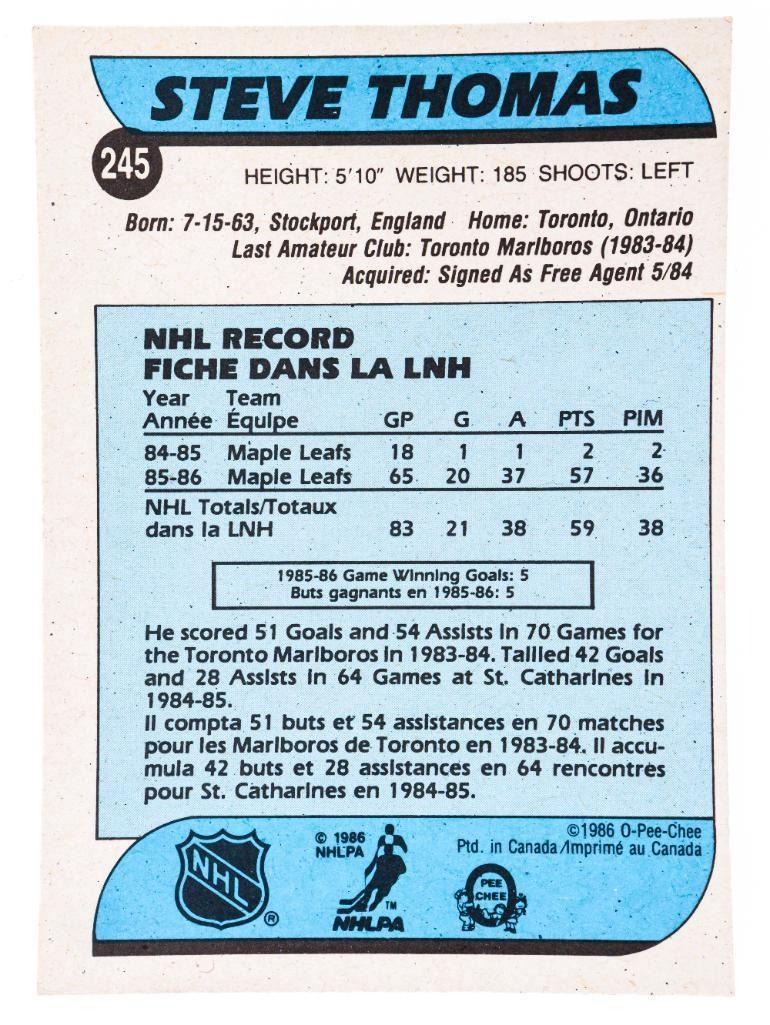 STEVE THOMAS
245
HEIGHT: 5'10" WEIGHT: 185 SHOOTS: LEFT
Born: 7-15-63, Stockport, England Home: Toronto, Ontario
Last Amateur Club: Toronto Marlboros (1983-84)
Acquired: Signed As Free Agent 5/84
NHL RECORD
FICHE DANS LA LNH
Year Team
Année Équipe GP G A PTS PIM
84-85 Maple Leafs 18 1 1 2 2
85-86 Maple Leafs 65 20 37 57 36
NHL Totals/Totaux
dans la LNH 83 21 38 59 38
1985-86 Game Winning Goals: 5
Buts gagnants en 1985-86: 5
He scored 51 Goals and 54 Assists in 70 Games for
the Toronto Marlboros in 1983-84. Tallied 42 Goals
and 28 Assists in 64 Games at St. Catharines in
1984-85.
Il compta 51 buts et 54 assistances en 70 matches
pour les Marlboros de Toronto en 1983-84. Il accu-
mula 42 buts et 28 assistances en 64 rencontres
pour St. Catharines en 1984-85.
©1986 O-Pee-Chee
Ptd. in Canada/Imprimé au Canada
NHL ®
© 1986
NHLPA
TM
NHLPA
PEE
CHEE